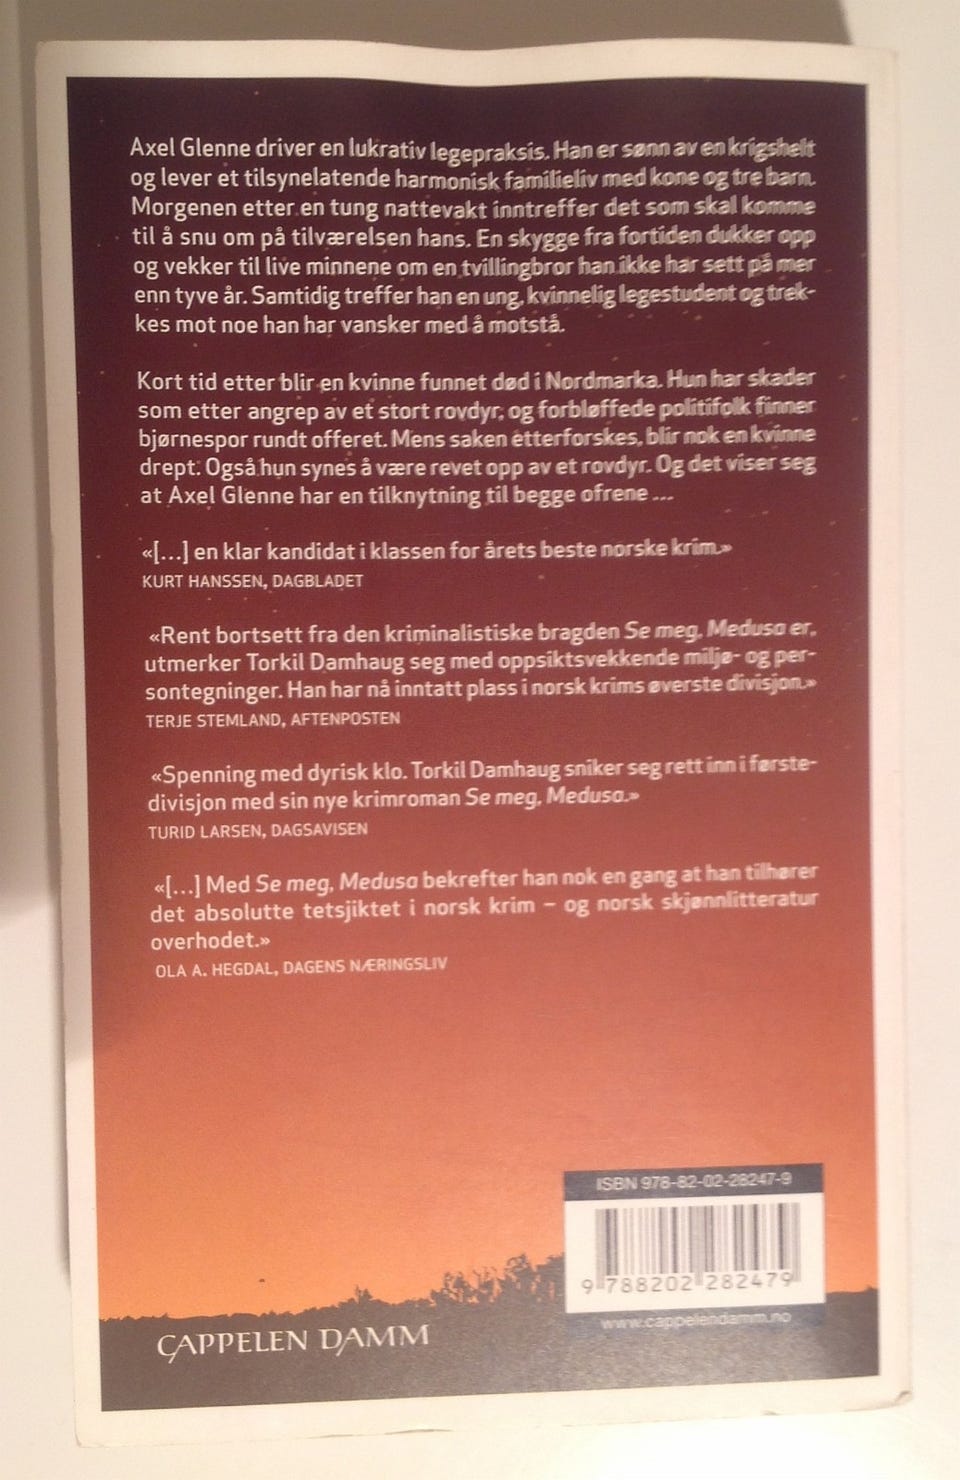 Axel Glenne driver en lukrativ legepraksis. Han er sønn av en krigshelt
og lever et tilsynelatende harmonisk familieliv med kone og tre barn.
Morgenen etter en tung nattevakt inntreffer det som skal komme
til å snu om på tilværelsen hans. En skygge fra fortiden dukker opp
og vekker til live minnene om en tvillingbror han ikke har sett på mer
enn tyve år. Samtidig treffer han en ung, kvinnelig legestudent og trek-
kes mot noe han har vansker med å motstå.
Kort tid etter blir en kvinne funnet død i Nordmarka. Hun har skader
som etter angrep av et stort rovdyr, og forbløffede politifolk finner
bjørnespor rundt offeret. Mens saken etterforskes, blir nok en kvinne
drept. Også hun synes å være revet opp av et rovdyr. Og det viser seg
at Axel Glenne har en tilknytning til begge ofrene ...
«[...] en klar kandidat i klassen for årets beste norske krim.»
KURT HANSSEN, DAGBLADET
«Rent bortsett fra den kriminalistiske bragden Se meg, Medusa er,
utmerker Torkil Damhaug seg med oppsiktsvekkende miljø- og per-
sontegninger. Han har nå inntatt plass i norsk krims øverste divisjon.»
TERJE STEMLAND, AFTENPOSTEN
«Spenning med dyrisk klo. Torkil Damhaug sniker seg rett inn i første-
divisjon med sin nye krimroman Se meg, Medusa.»
TURID LARSEN, DAGSAVISEN
«[...] Med Se meg, Medusa bekrefter han nok en gang at han tilhører
det absolutte tetsjiktet i norsk krim – og norsk skjønnlitteratur
overhodet.»
OLA A. HEGDAL, DAGENS NÆRINGSLIV
ISBN 978-82-02-28247-9
9 788202 282479
www.cappelendamm.no
CAPPELEN DAMM